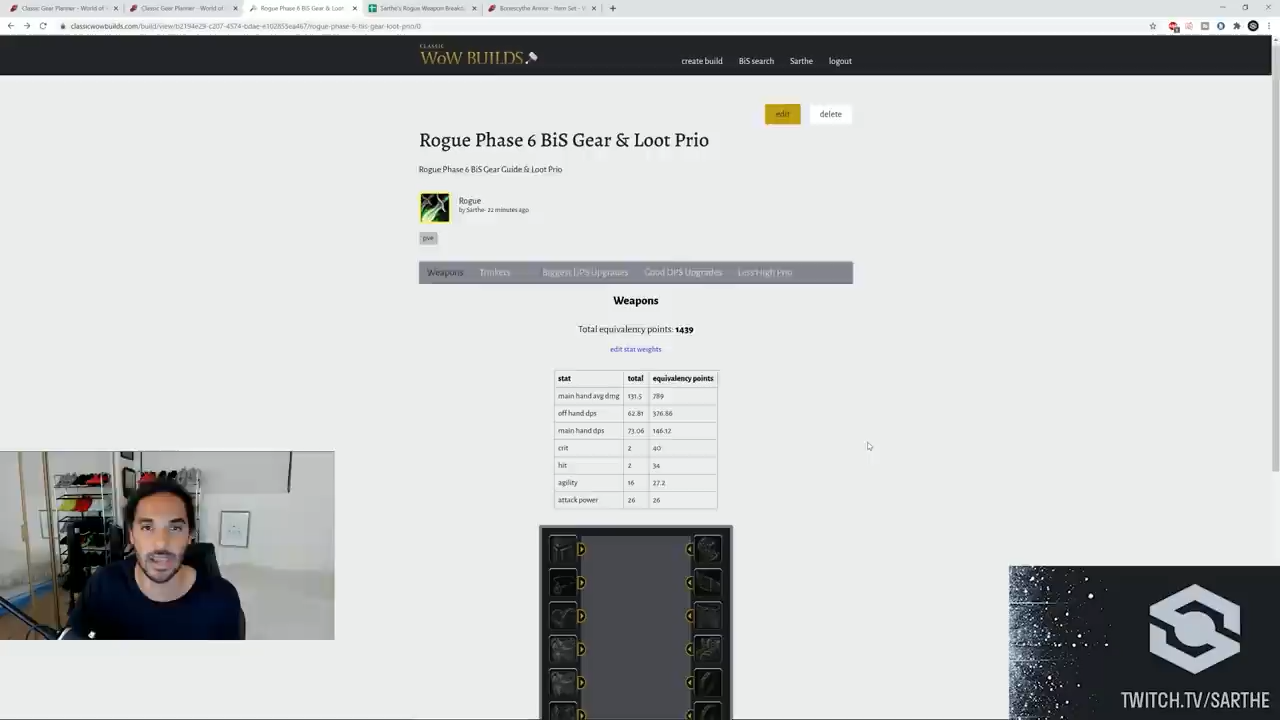 Classic Gear Planner - World of
Classic Gear Planner - World of
Rogue Phase 6 BiS Gear & Loot
Sarthe's Rogue Weapon Breakd
Bonescythe Armor - Item Set -
CLASSIC
WOW BUILDS
create build
BiS search
Sarthe
logout
edit
delete
Rogue Phase 6 BiS Gear & Loot Prio
Rogue Phase 6 BiS Gear Guide & Loot Prio
Rogue
by Sarthe · 22 minutes ago
pve
Weapons
Trinkets
Biggest DPS Upgrades
Good DPS Upgrades
Less High Prio
Weapons
Total equivalency points: 1439
edit stat weights
stat total equivalency points
main hand avg dmg 131.5 789
off hand dps 62.81 376.86
main hand dps 73.06 146.12
crit 2 40
hit 2 34
agility 16 27.2
attack power 26 26
TWITCH.TV/SARTHE